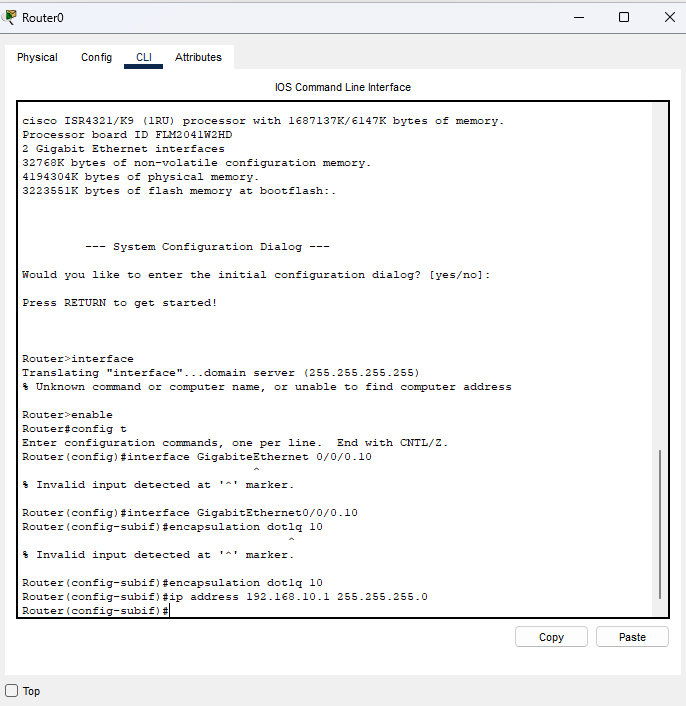 Router0
Physical
Config
CLI
Attributes
IOS Command Line Interface
cisco ISR4321/K9 (1RU) processor with 1687137K/6147K bytes of memory.
Processor board ID FLM2041W2HD
2 Gigabit Ethernet interfaces
32768K bytes of non-volatile configuration memory.
4194304K bytes of physical memory.
3223551K bytes of flash memory at bootflash:.
--- System Configuration Dialog ---
Would you like to enter the initial configuration dialog? [yes/no]:
Press RETURN to get started!
Router>interface
Translating "interface"...domain server (255.255.255.255)
% Unknown command or computer name, or unable to find computer address
Router>enable
Router#config t
Enter configuration commands, one per line.  End with CNTL/Z.
Router(config)#interface GigabiteEthernet 0/0/0.10
^
% Invalid input detected at '^' marker.
Router(config)#interface GigabitEthernet0/0/0.10
Router(config-subif)#encapsulation dotlq 10
^
% Invalid input detected at '^' marker.
Router(config-subif)#encapsulation dot1q 10
Router(config-subif)#ip address 192.168.10.1 255.255.255.0
Router(config-subif)#
Copy
Paste
Top